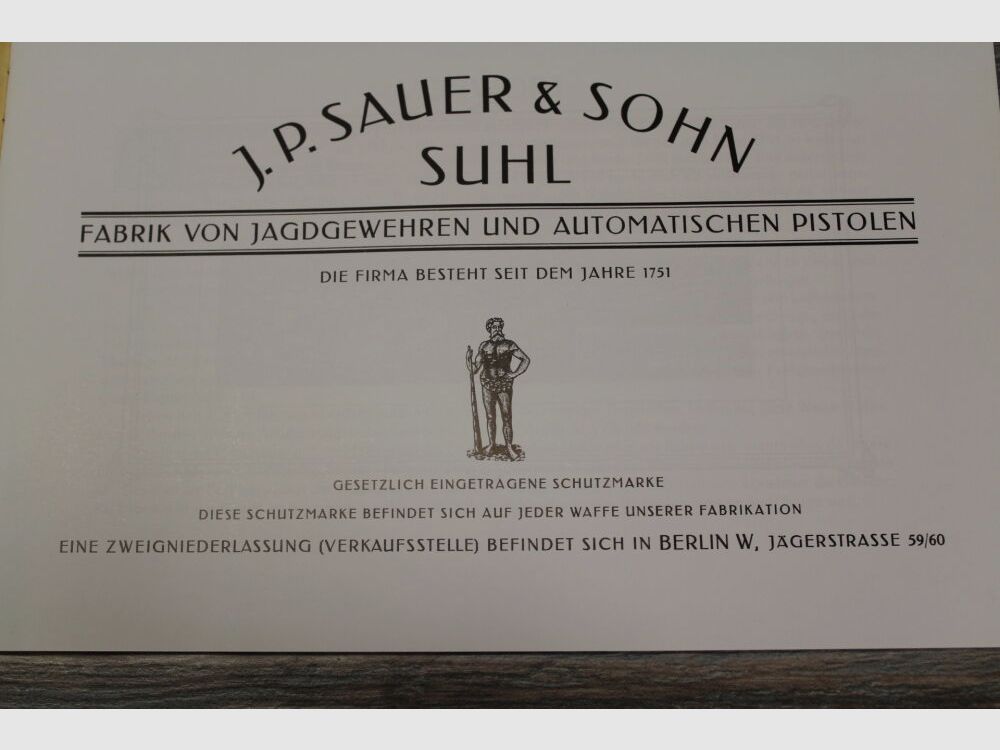 J. P. SAUER & SOHN
SUHL
FABRIK VON JAGDGEWEHREN UND AUTOMATISCHEN PISTOLEN
DIE FIRMA BESTEHT SEIT DEM JAHRE 1751
GESETZLICH EINGETRAGENE SCHUTZMARKE
DIESE SCHUTZMARKE BEFINDET SICH AUF JEDER WAFFE UNSERER FABRIKATION
EINE ZWEIGNIEDERLASSUNG (VERKAUFSSTELLE) BEFINDET SICH IN BERLIN W, JÄGERSTRASSE 59/60